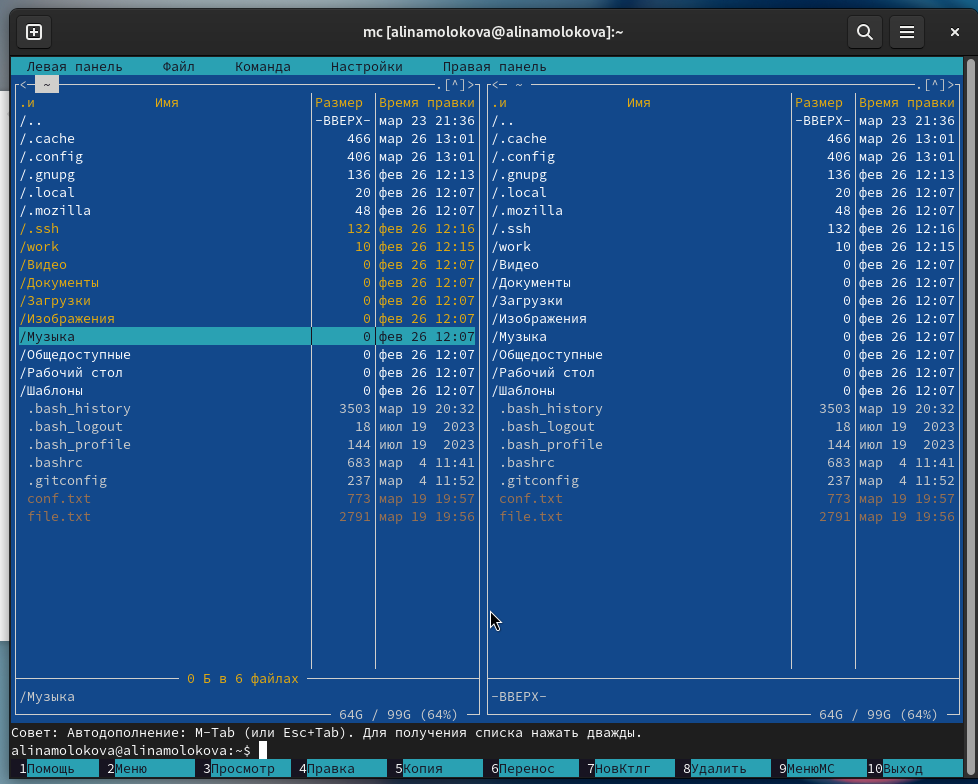 mc [alinamolokova@alinamolokova]:~
Левая панель Файл Команда Настройки Правая панель
<- ~ .[^]> <- ~ .[^]>
.и Имя Размер Время правки .и Имя Размер Время правки
/.. -ВВЕРХ- мар 23 21:36 /.. -ВВЕРХ- мар 23 21:36
/.cache 466 мар 26 13:01 /.cache 466 мар 26 13:01
/.config 406 мар 26 13:01 /.config 406 мар 26 13:01
/.gnupg 136 фев 26 12:13 /.gnupg 136 фев 26 12:13
/.local 20 фев 26 12:07 /.local 20 фев 26 12:07
/.mozilla 48 фев 26 12:07 /.mozilla 48 фев 26 12:07
/.ssh 132 фев 26 12:16 /.ssh 132 фев 26 12:16
/work 10 фев 26 12:15 /work 10 фев 26 12:15
/Видео 0 фев 26 12:07 /Видео 0 фев 26 12:07
/Документы 0 фев 26 12:07 /Документы 0 фев 26 12:07
/Загрузки 0 фев 26 12:07 /Загрузки 0 фев 26 12:07
/Изображения 0 фев 26 12:07 /Изображения 0 фев 26 12:07
/Музыка 0 фев 26 12:07 /Музыка 0 фев 26 12:07
/Общедоступные 0 фев 26 12:07 /Общедоступные 0 фев 26 12:07
/Рабочий стол 0 фев 26 12:07 /Рабочий стол 0 фев 26 12:07
/Шаблоны 0 фев 26 12:07 /Шаблоны 0 фев 26 12:07
.bash_history 3503 мар 19 20:32 .bash_history 3503 мар 19 20:32
.bash_logout 18 июл 19 2023 .bash_logout 18 июл 19 2023
.bash_profile 144 июл 19 2023 .bash_profile 144 июл 19 2023
.bashrc 683 мар 4 11:41 .bashrc 683 мар 4 11:41
.gitconfig 237 мар 4 11:52 .gitconfig 237 мар 4 11:52
conf.txt 773 мар 19 19:57 conf.txt 773 мар 19 19:57
file.txt 2791 мар 19 19:56 file.txt 2791 мар 19 19:56
0 Б в 6 файлах
/Музыка -ВВЕРХ-
64G / 99G (64%) 64G / 99G (64%)
Совет: Автодополнение: M-Tab (или Esc+Tab). Для получения списка нажать дважды.
alinamolokova@alinamolokova:~$
1Помощь 2Меню 3Просмотр 4Правка 5Копия 6Перенос 7НовКтлг 8Удалить 9МенюМС 10Выход